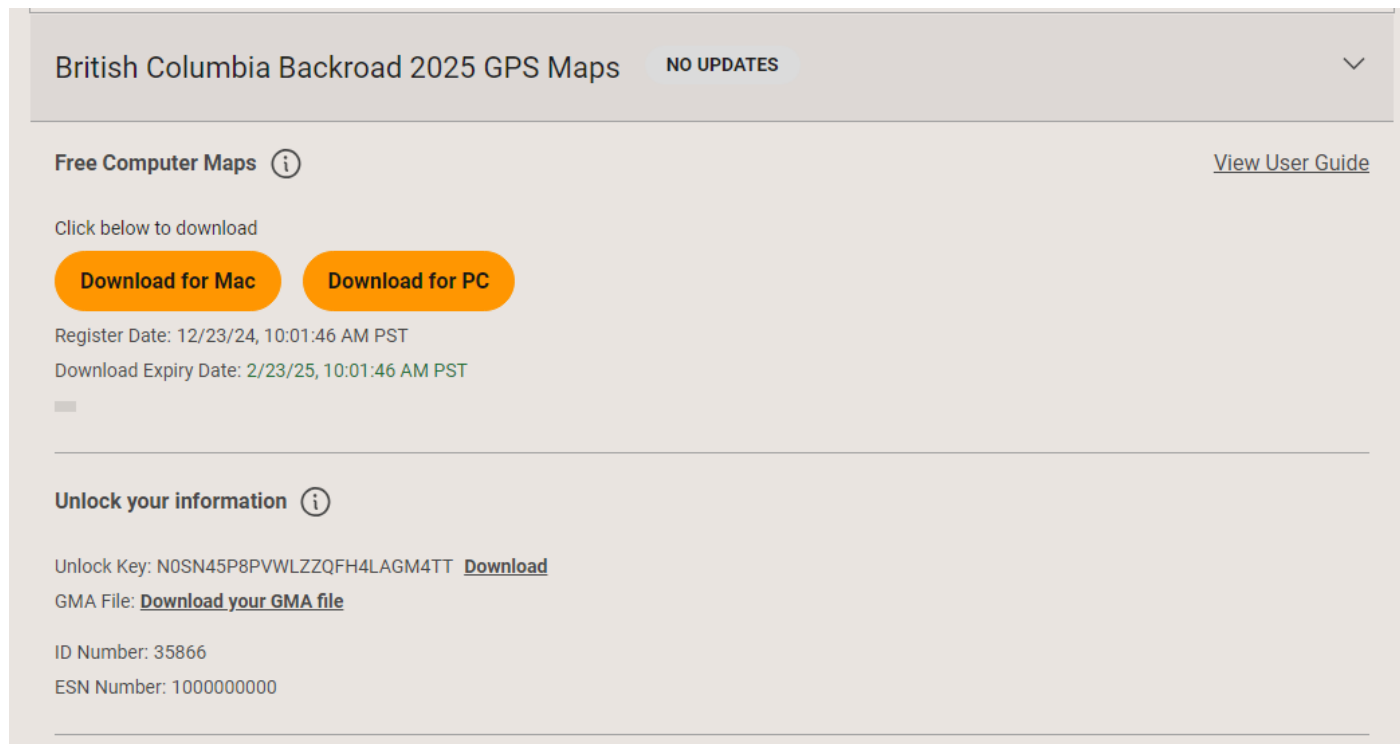 British Columbia Backroad 2025 GPS Maps NO UPDATES
Free Computer Maps View User Guide
Click below to download
Download for Mac Download for PC
Register Date: 12/23/24, 10:01:46 AM PST
Download Expiry Date: 2/23/25, 10:01:46 AM PST
Unlock your information
Unlock Key: N0SN45P8PVWLZZQFH4LAGM4TT Download
GMA File: Download your GMA file
ID Number: 35866
ESN Number: 1000000000